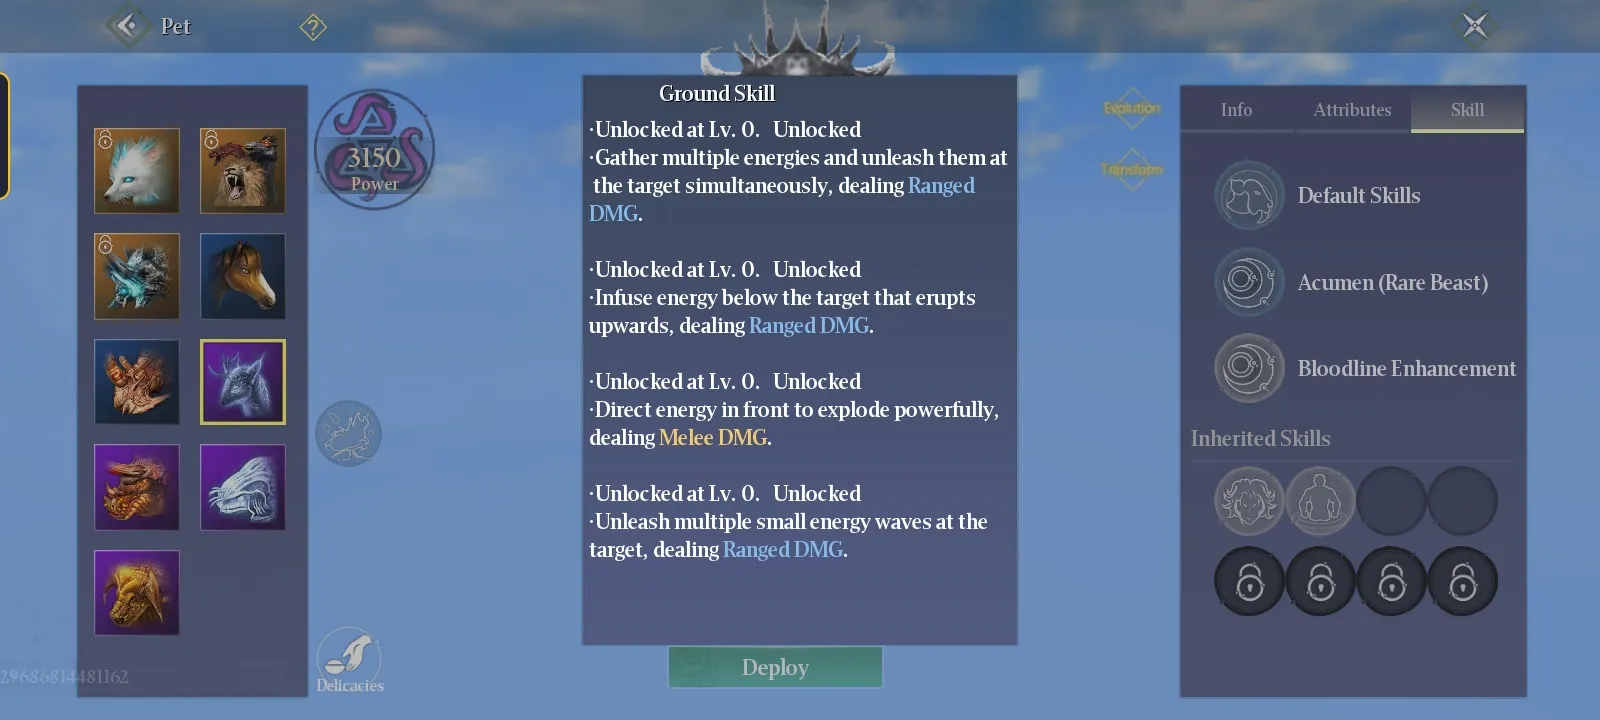 Pet
?
3150
Power
Ground Skill
·Unlocked at Lv. 0.   Unlocked
·Gather multiple energies and unleash them at
the target simultaneously, dealing Ranged
DMG.
·Unlocked at Lv. 0.   Unlocked
·Infuse energy below the target that erupts
upwards, dealing Ranged DMG.
·Unlocked at Lv. 0.   Unlocked
·Direct energy in front to explode powerfully,
dealing Melee DMG.
·Unlocked at Lv. 0.   Unlocked
·Unleash multiple small energy waves at the
target, dealing Ranged DMG.
Deploy
Evolution
Transform
Info
Attributes
Skill
Default Skills
Acumen (Rare Beast)
Bloodline Enhancement
Inherited Skills
Delicacies
29686814481162